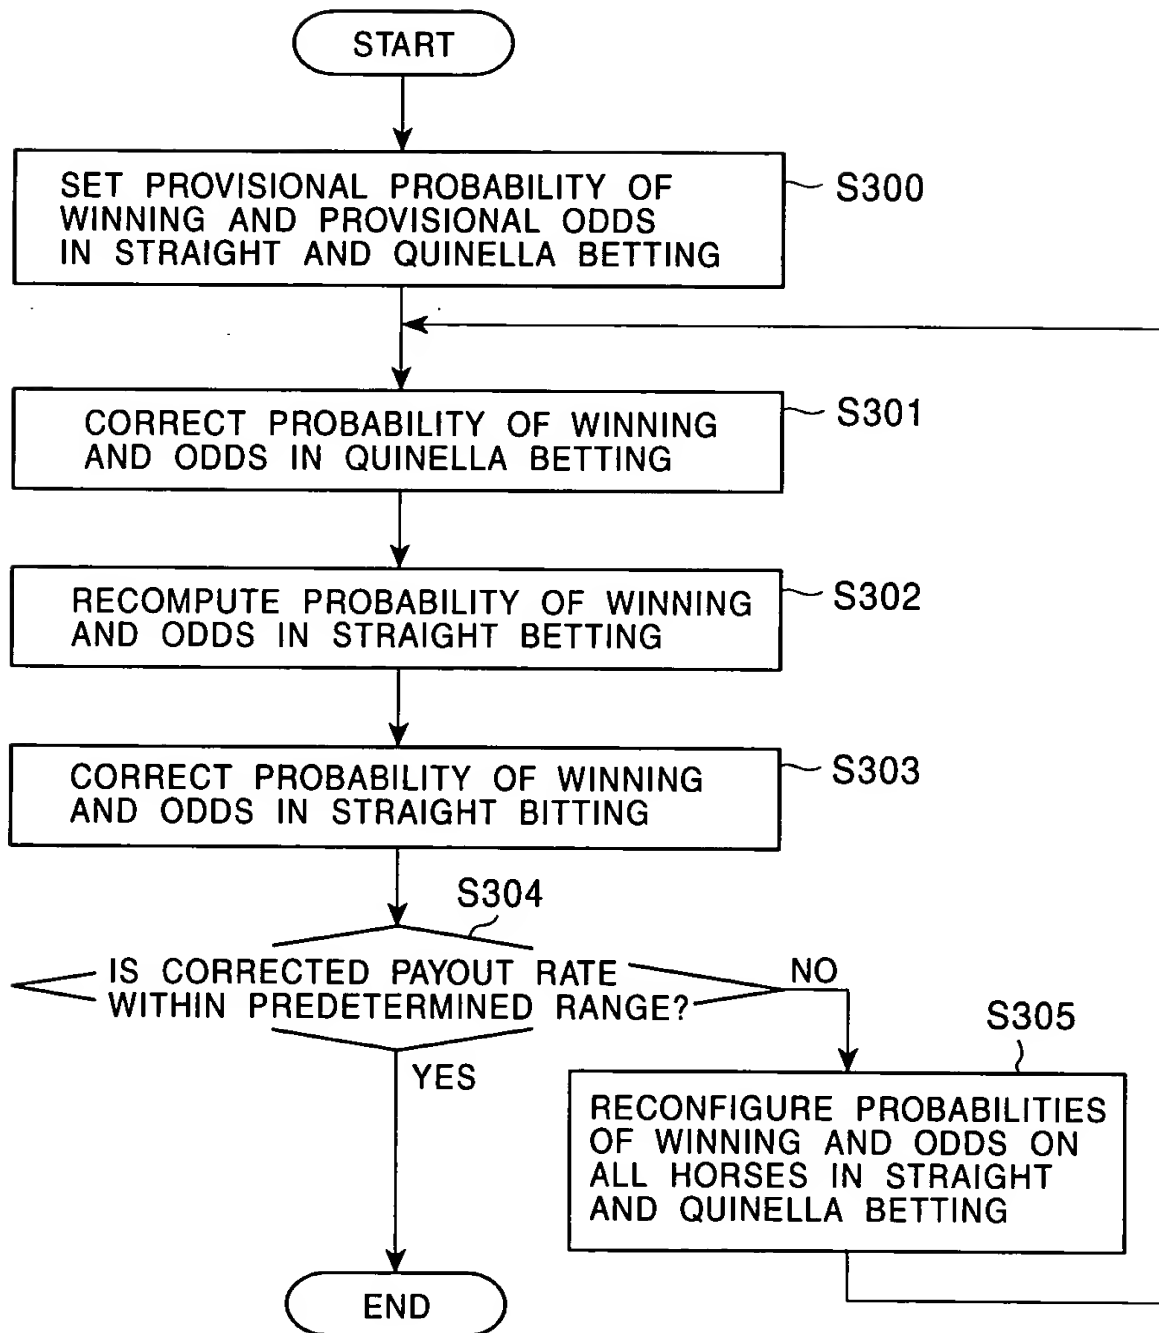 START
SET PROVISIONAL PROBABILITY OF
WINNING AND PROVISIONAL ODDS
IN STRAIGHT AND QUINELLA BETTING
S300
CORRECT PROBABILITY OF WINNING
AND ODDS IN QUINELLA BETTING
S301
RECOMPUTE PROBABILITY OF WINNING
AND ODDS IN STRAIGHT BETTING
S302
CORRECT PROBABILITY OF WINNING
AND ODDS IN STRAIGHT BITTING
S303
S304
IS CORRECTED PAYOUT RATE
WITHIN PREDETERMINED RANGE?
NO
YES
S305
RECONFIGURE PROBABILITIES
OF WINNING AND ODDS ON
ALL HORSES IN STRAIGHT
AND QUINELLA BETTING
END